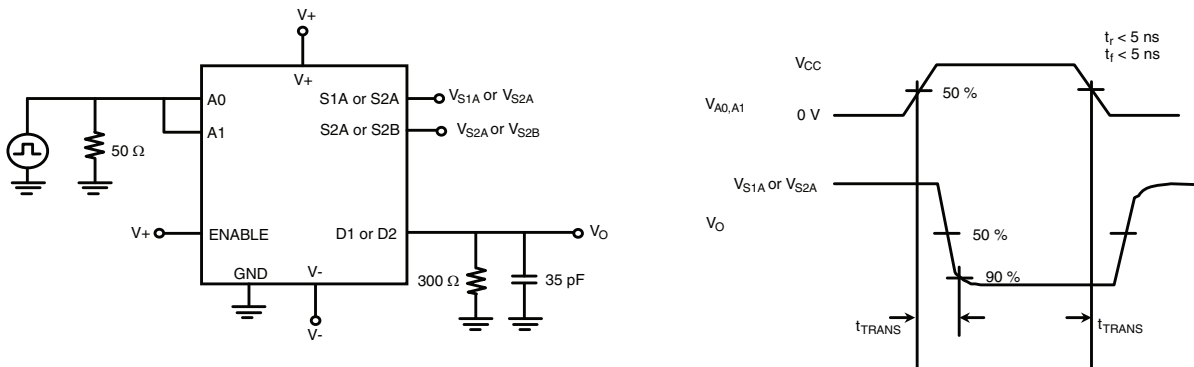 V+
V+
A0
A1
50 Ω
S1A or S2A
V_S1A or V_S2A
S2A or S2B
V_S2A or V_S2B
V+
ENABLE
D1 or D2
V_O
GND
V-
V-
300 Ω
35 pF
t_r < 5 ns
t_f < 5 ns
V_CC
V_A0,A1
0 V
50 %
V_S1A or V_S2A
V_O
50 %
90 %
t_TRANS
t_TRANS